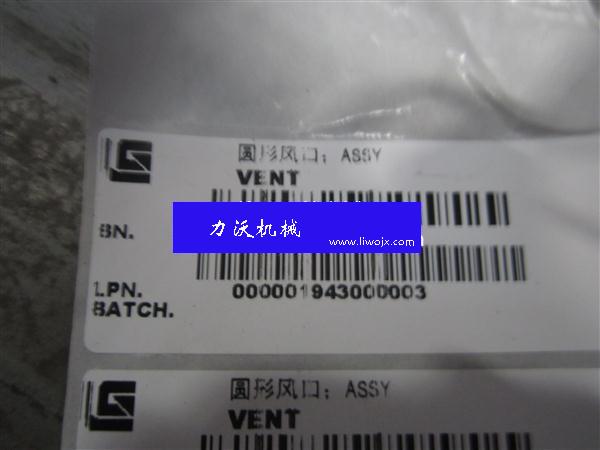 圆形风口；ASSY
VENT
BN.
力沃机械
www.liwojx.com
LPN.
000001943000003
BATCH.
圆形风口；ASSY
VENT